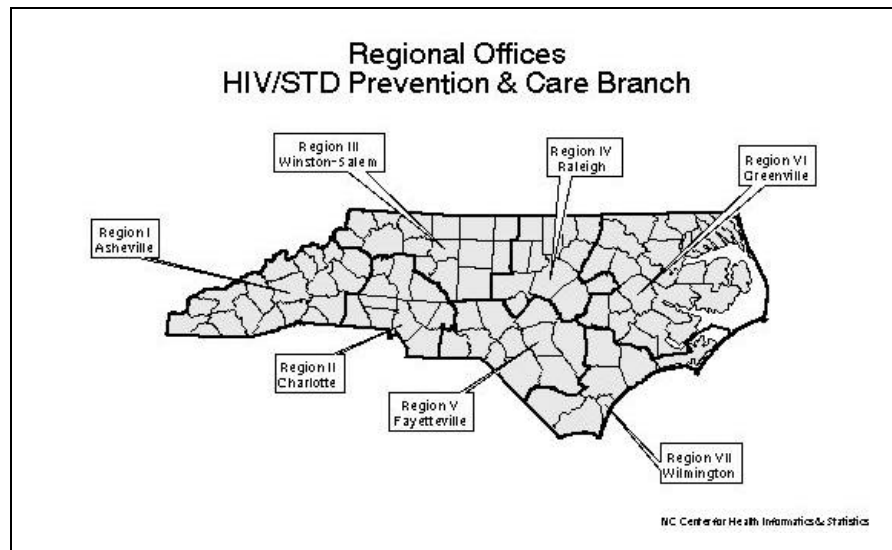 Regional Offices
HIV/STD Prevention & Care Branch
Region III
Winston-Salem
Region IV
Raleigh
Region VI
Greenville
Region I
Asheville
Region II
Charlotte
Region V
Fayetteville
Region VII
Wilmington
NC Center for Health Informatics & Statistics